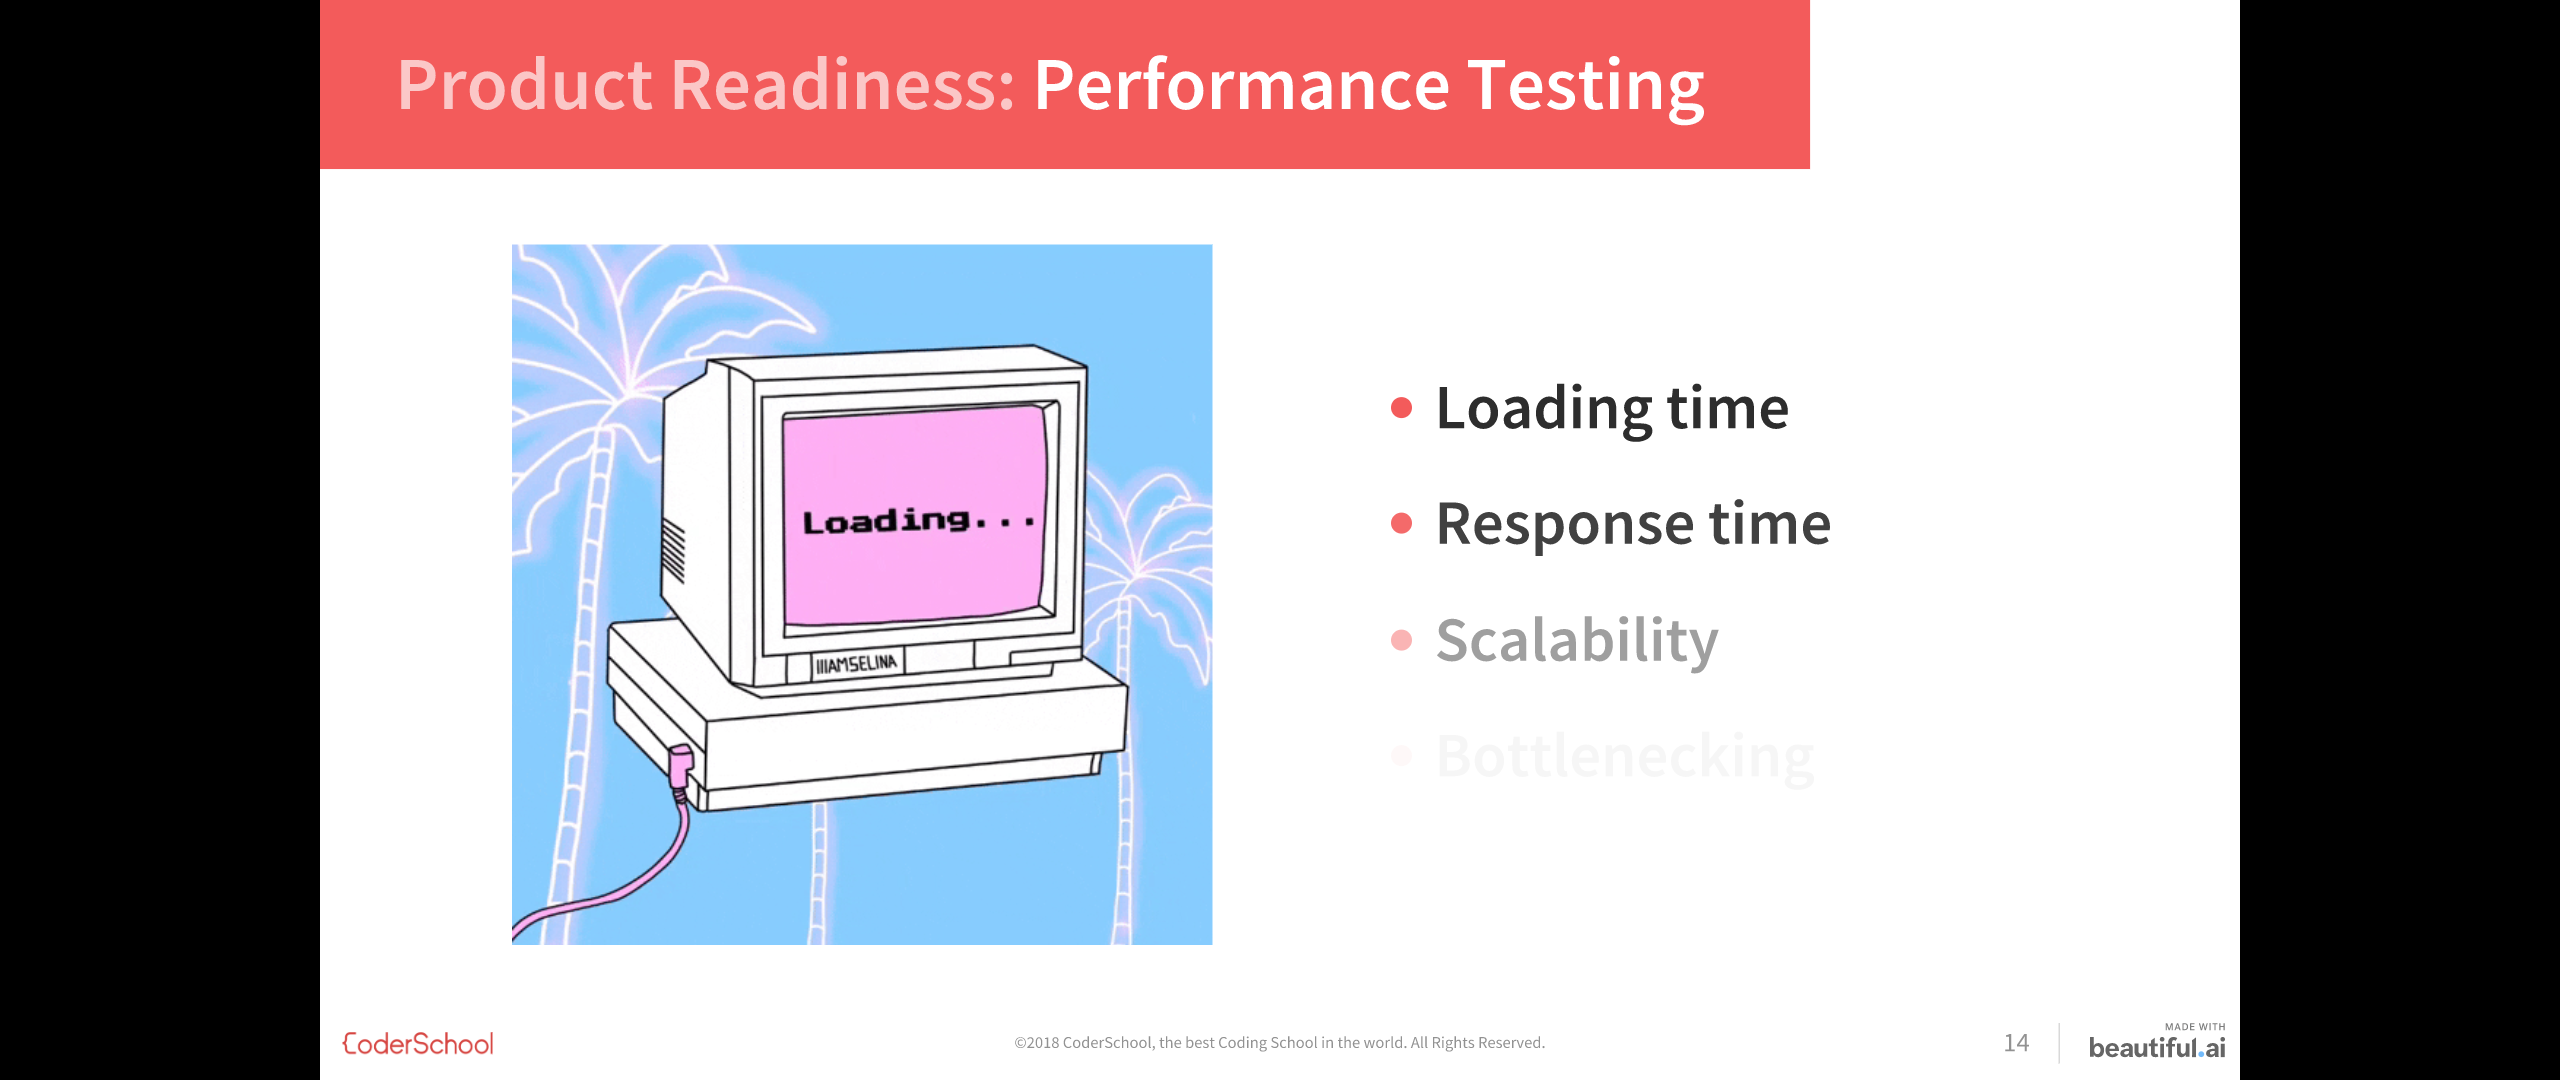 Product Readiness: Performance Testing
Loading...
IIIAMSELINA
• Loading time
• Response time
• Scalability
• Bottlenecking
CoderSchool
©2018 CoderSchool, the best Coding School in the world. All Rights Reserved.
14
MADE WITH
beautiful.ai